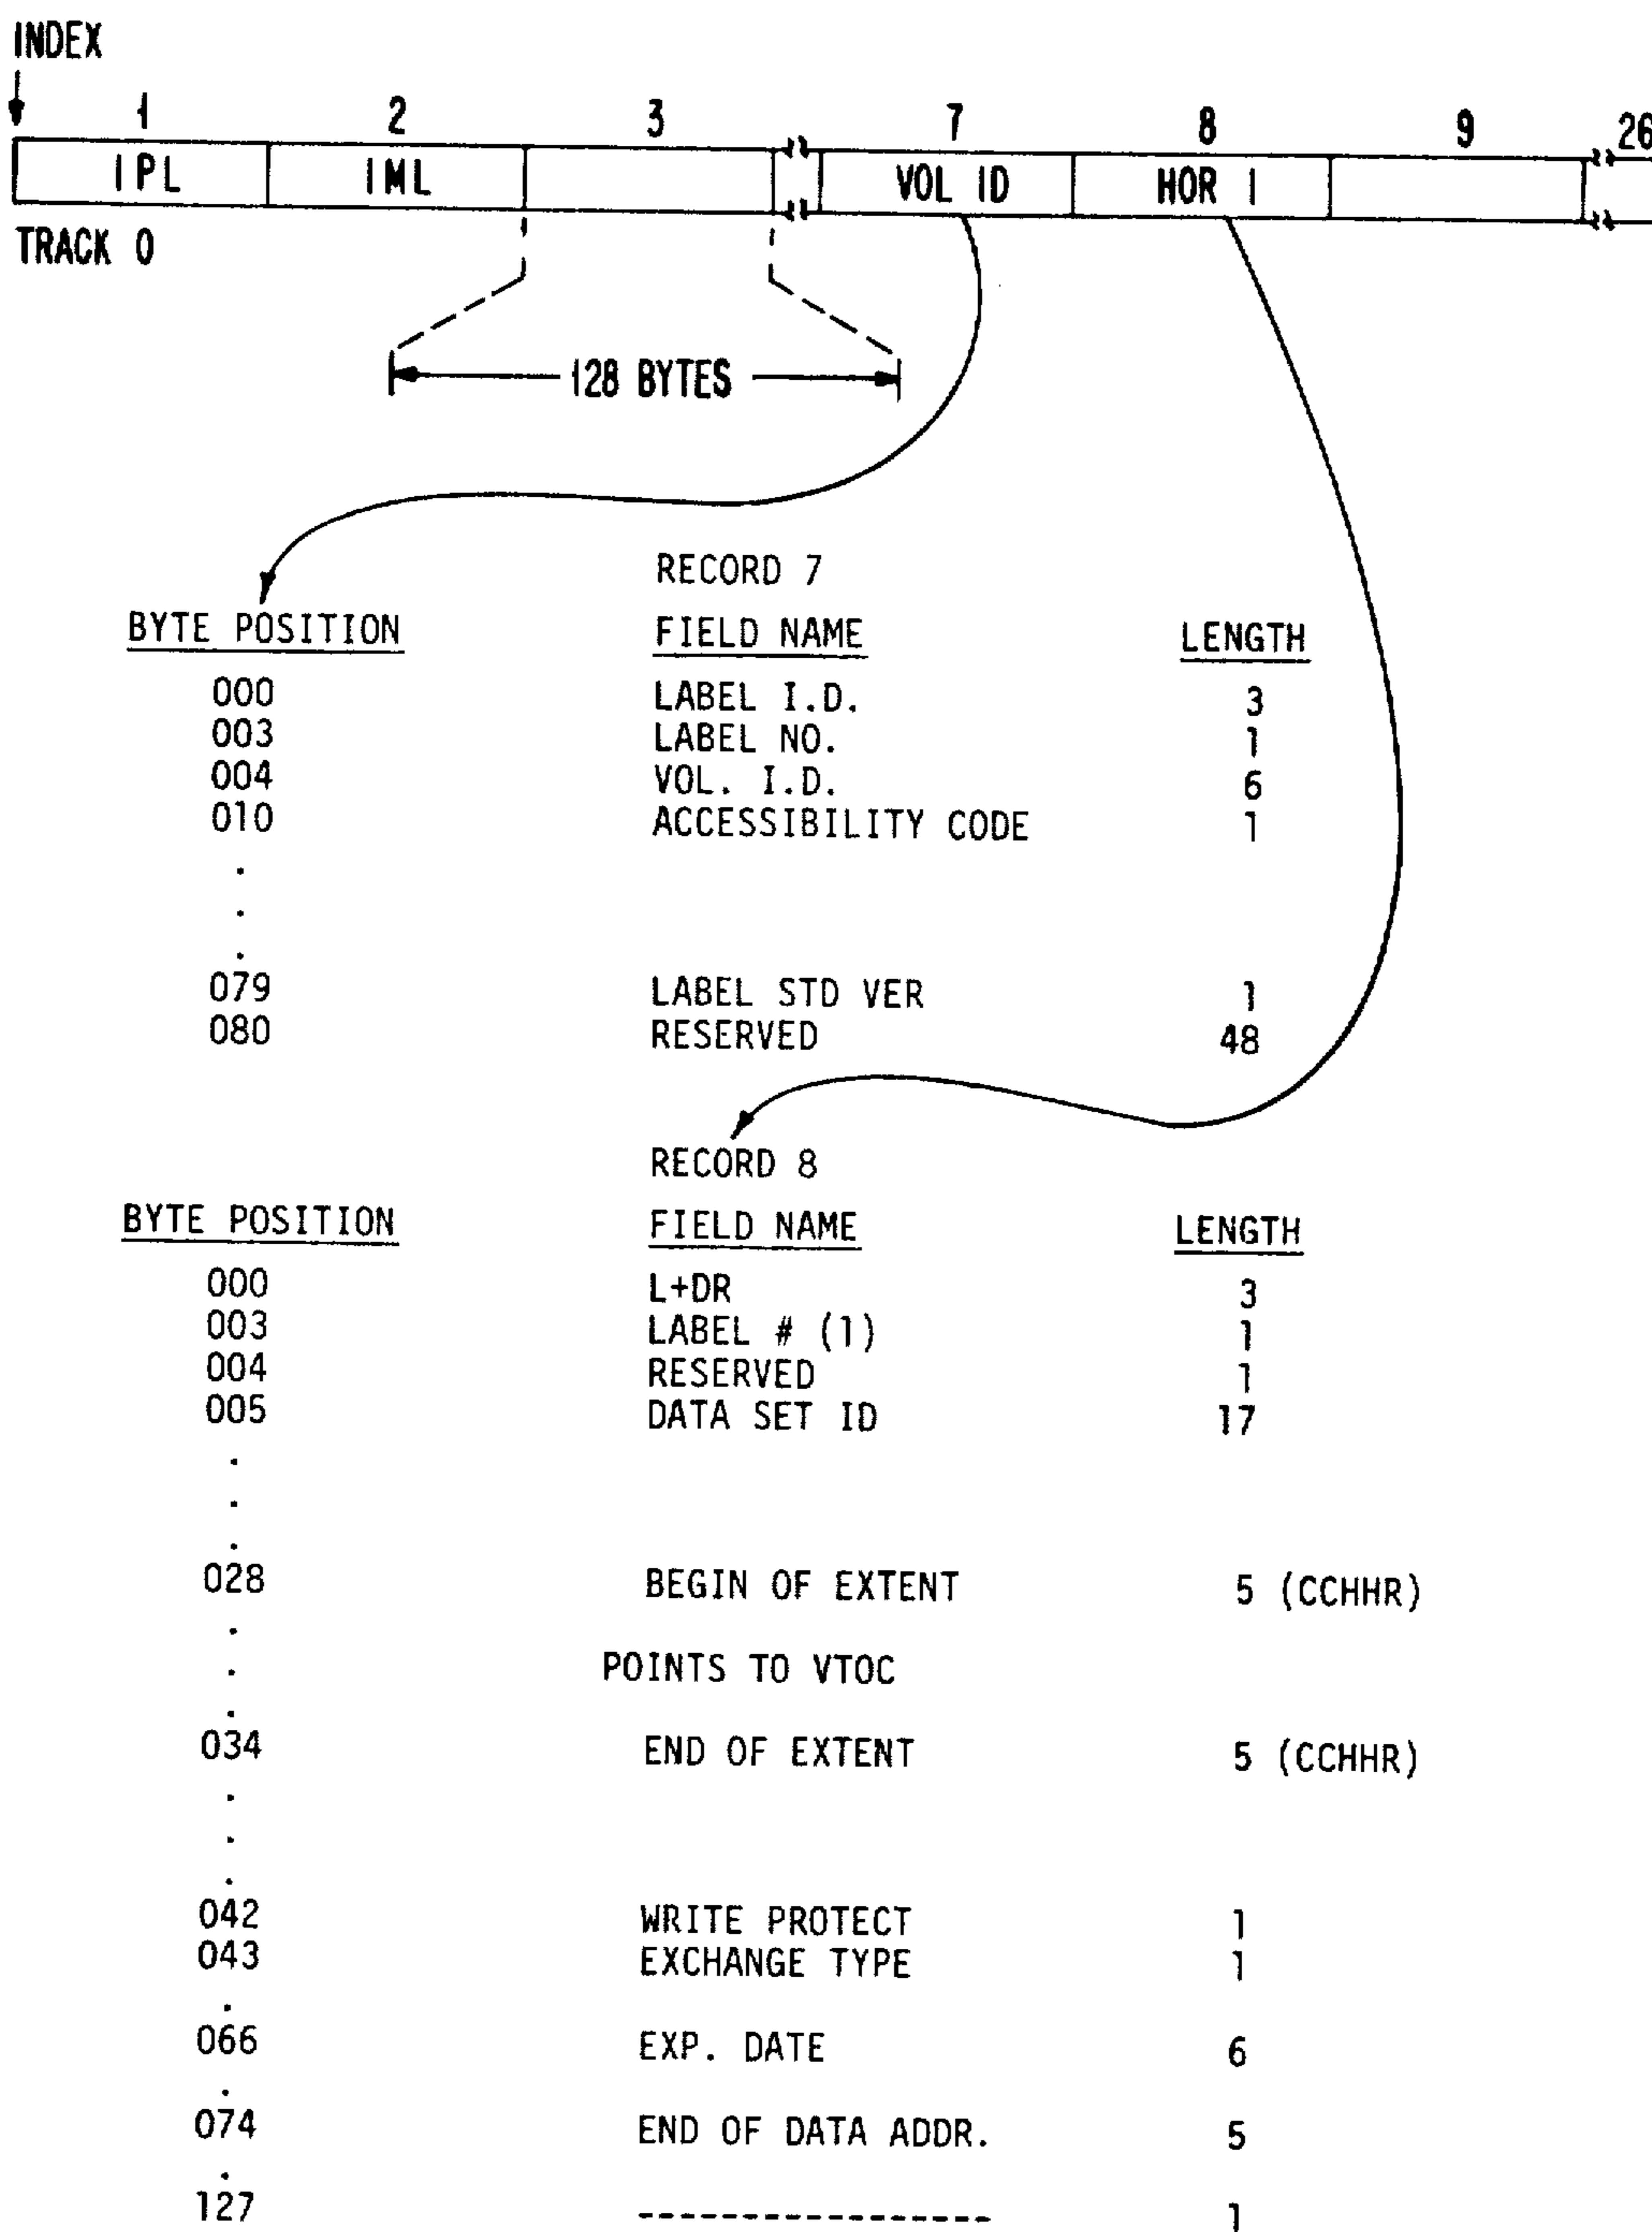 INDEX
1 2 3 7 8 9 26
IPL IML VOL ID HOR 1
TRACK 0
128 BYTES
RECORD 7
BYTE POSITION FIELD NAME LENGTH
000 LABEL I.D. 3
003 LABEL NO. 1
004 VOL. I.D. 6
010 ACCESSIBILITY CODE 1
.
.
.
079 LABEL STD VER 1
080 RESERVED 48
RECORD 8
BYTE POSITION FIELD NAME LENGTH
000 L+DR 3
003 LABEL # (1) 1
004 RESERVED 1
005 DATA SET ID 17
.
.
.
028 BEGIN OF EXTENT 5 (CCHHR)
.
. POINTS TO VTOC
.
034 END OF EXTENT 5 (CCHHR)
.
.
.
042 WRITE PROTECT 1
043 EXCHANGE TYPE 1
.
066 EXP. DATE 6
.
074 END OF DATA ADDR. 5
.
127 ----------------- 1